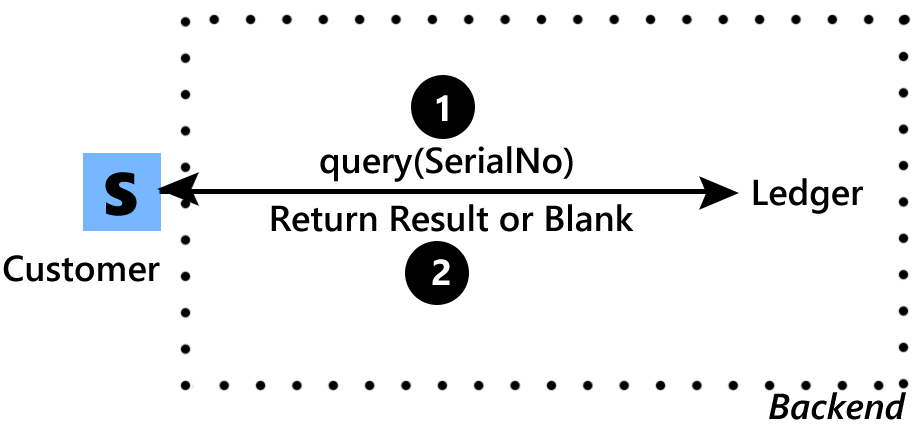 1
query(SerialNo)
S
Ledger
Return Result or Blank
Customer
2
Backend